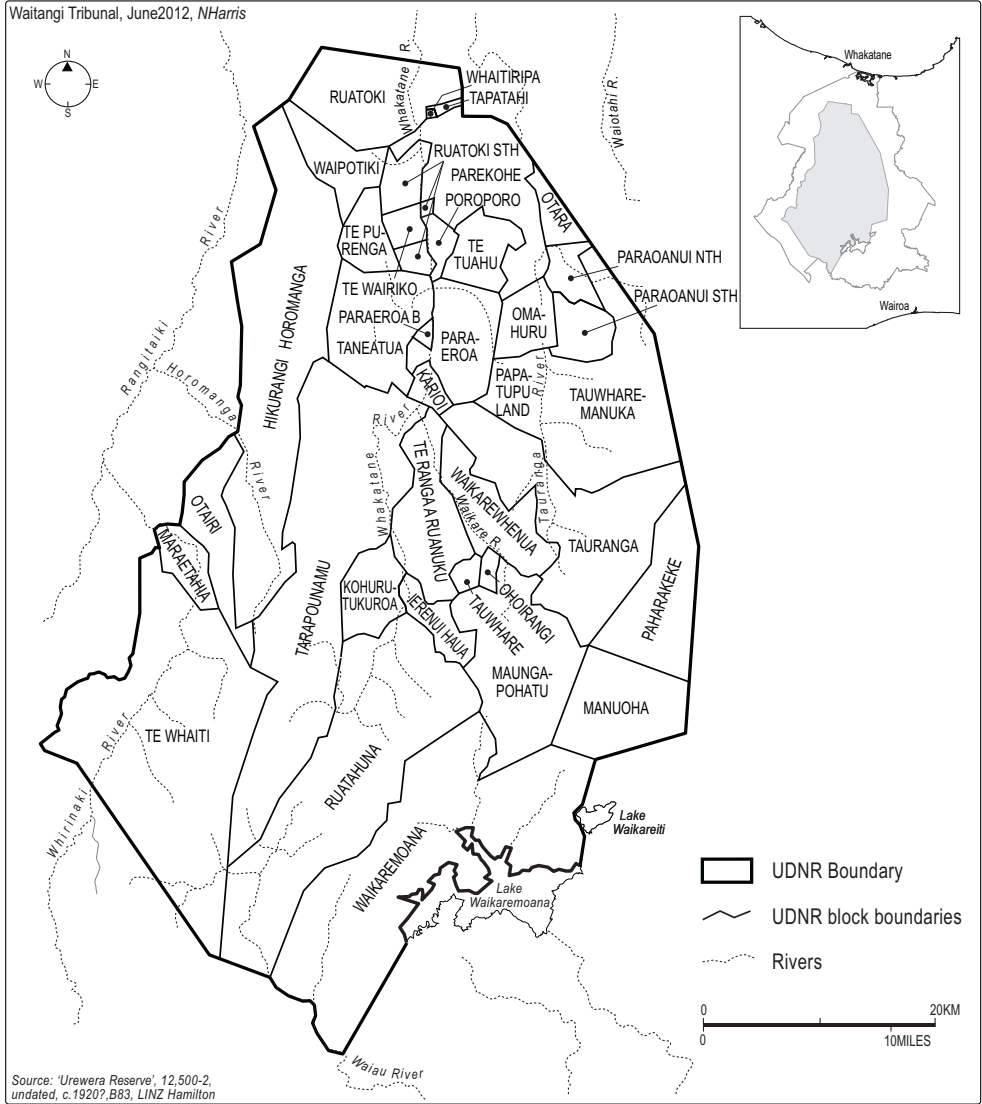 Waitangi Tribunal, June2012, NHarris
N
W
E
S
Whakatane
Wairoa
WHAITIRIPA
TAPATAHI
RUATOKI
Whakatane R.
Waiotahi R.
RUATOKI STH
WAIPOTIKI
PAREKOHE
POROPORO
OTARA
TE PU-
RENGA
TE
TUAHU
PARAOANUI NTH
TE WAIRIKO
PARAOANUI STH
PARAEROA B
OMA-
HURU
TANEATUA
PARA-
EROA
KARIOI
PAPA-
TUPU
LAND
River
TAUWHARE-
MANUKA
HIKURANGI HOROMANGA
River
Rangitaiki
Horomanga
River
River
Whakatane
TE RANGA A RUANUKU
WAIKAREWHENUA
Waikare R.
Tauranga
TAURANGA
OTAIRI
MARAETAHIA
TARAPOUNAMU
KOHURU-
TUKUROA
IERENUI HAUA
TAUWHARE
OHOIRANGI
PAHARAKEKE
MAUNGA-
POHATU
MANUOHA
TE WHAITI
River
Whirinaki
RUATAHUNA
WAIKAREMOANA
Lake
Waikareiti
Lake
Waikaremoana
Waiau River
UDNR Boundary
UDNR block boundaries
Rivers
0
20KM
0
10MILES
Source: ‘Urewera Reserve’, 12,500-2,
undated, c.1920?,B83, LINZ Hamilton